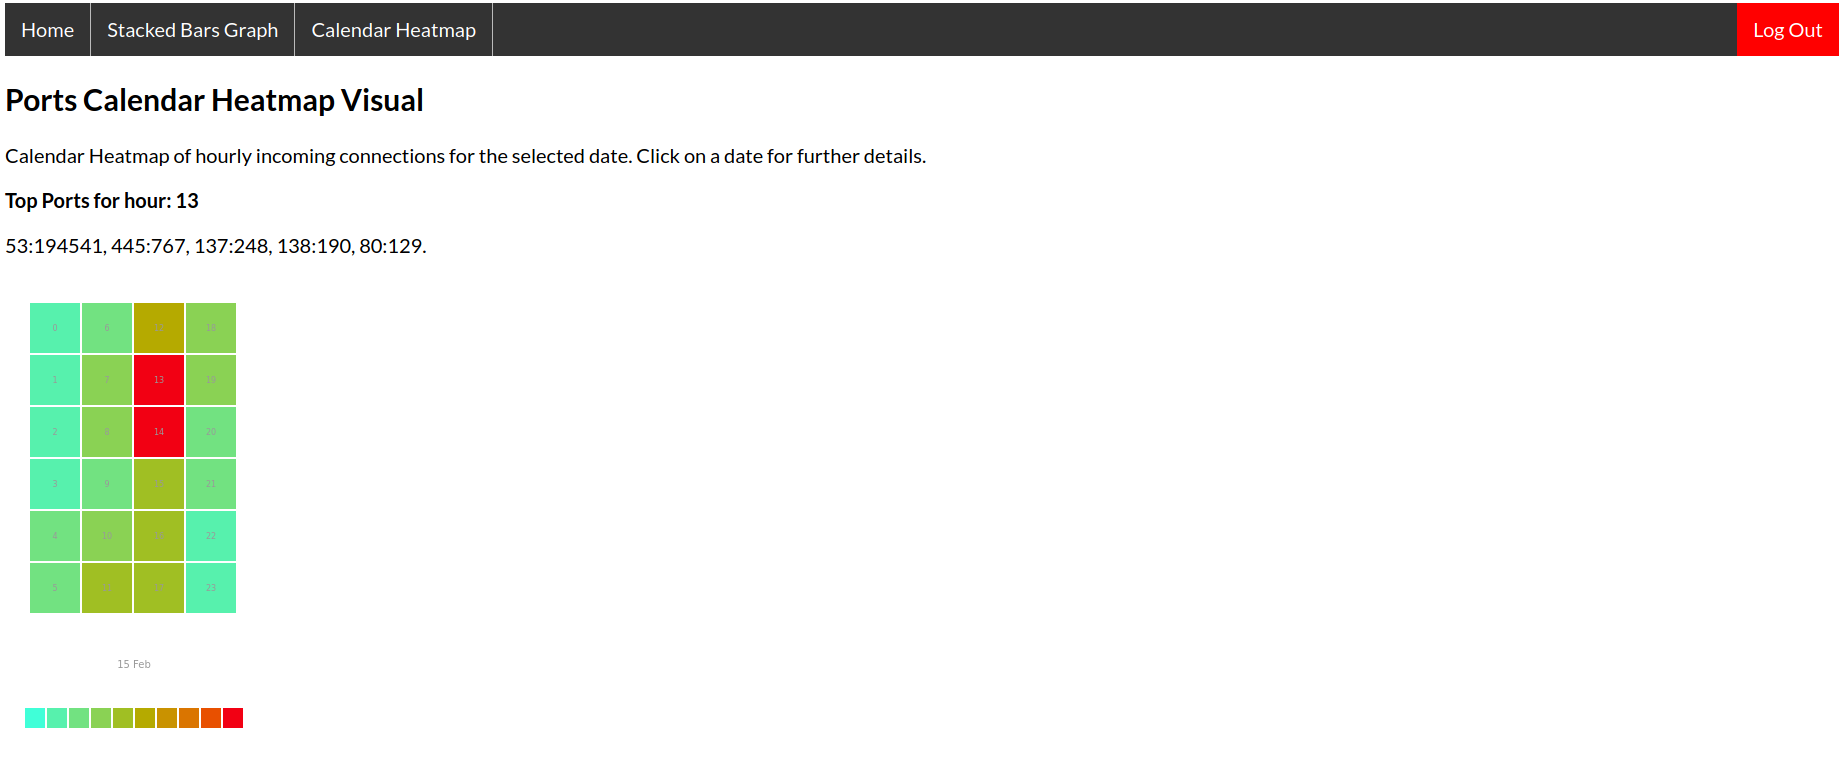 Home Stacked Bars Graph Calendar Heatmap Log Out
Ports Calendar Heatmap Visual
Calendar Heatmap of hourly incoming connections for the selected date. Click on a date for further details.
Top Ports for hour: 13
53:194541, 445:767, 137:248, 138:190, 80:129.
0 6 12 18
1 7 13 19
2 8 14 20
3 9 15 21
4 10 16 22
5 11 17 23
15 Feb